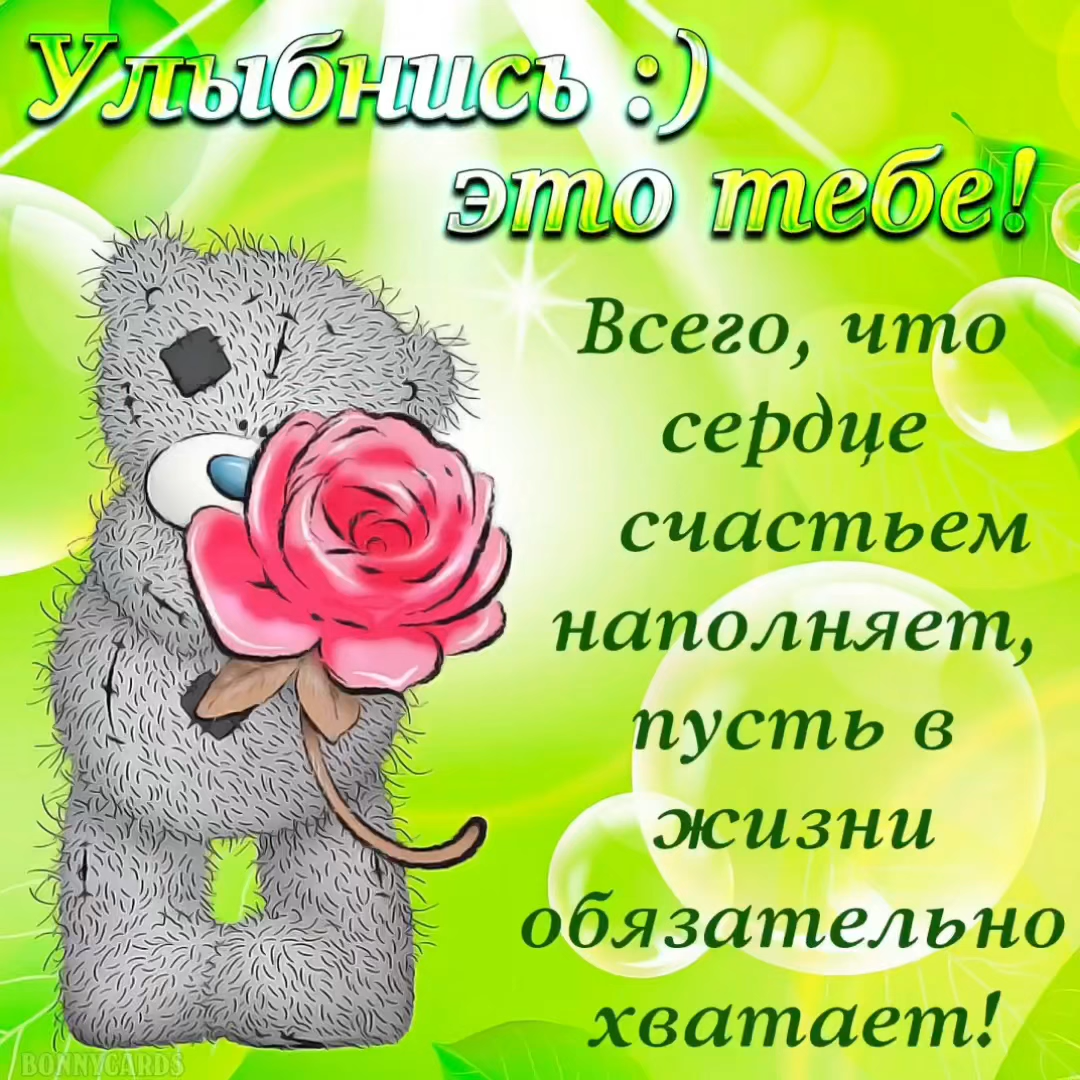 Улыбнись :)
это тебе!
Всего, что
сердце
счастьем
наполняет,
пусть в
жизни
обязательно
хватает!
BONNYCARDS